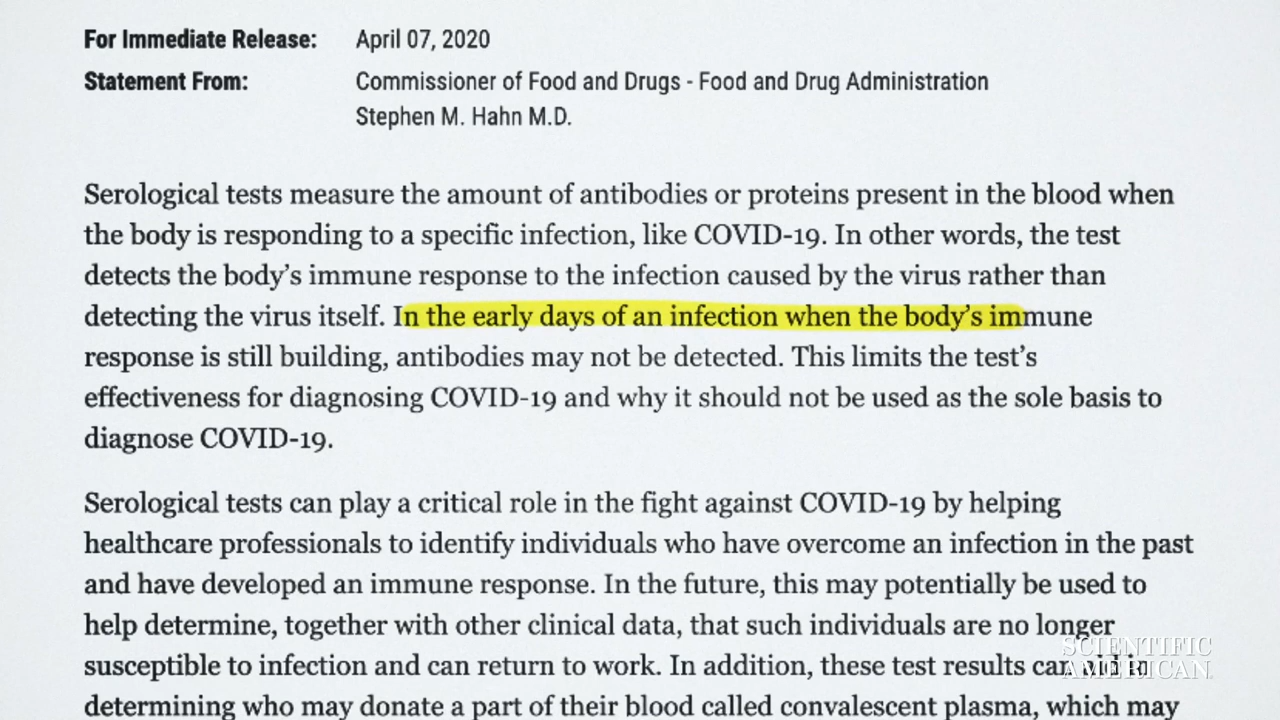 For Immediate Release: April 07, 2020
Statement From: Commissioner of Food and Drugs - Food and Drug Administration
Stephen M. Hahn M.D.
Serological tests measure the amount of antibodies or proteins present in the blood when
the body is responding to a specific infection, like COVID-19. In other words, the test
detects the body’s immune response to the infection caused by the virus rather than
detecting the virus itself. In the early days of an infection when the body’s immune
response is still building, antibodies may not be detected. This limits the test’s
effectiveness for diagnosing COVID-19 and why it should not be used as the sole basis to
diagnose COVID-19.
Serological tests can play a critical role in the fight against COVID-19 by helping
healthcare professionals to identify individuals who have overcome an infection in the past
and have developed an immune response. In the future, this may potentially be used to
help determine, together with other clinical data, that such individuals are no longer
susceptible to infection and can return to work. In addition, these test results can aid in
determining who may donate a part of their blood called convalescent plasma, which may
SCIENTIFIC
AMERICAN